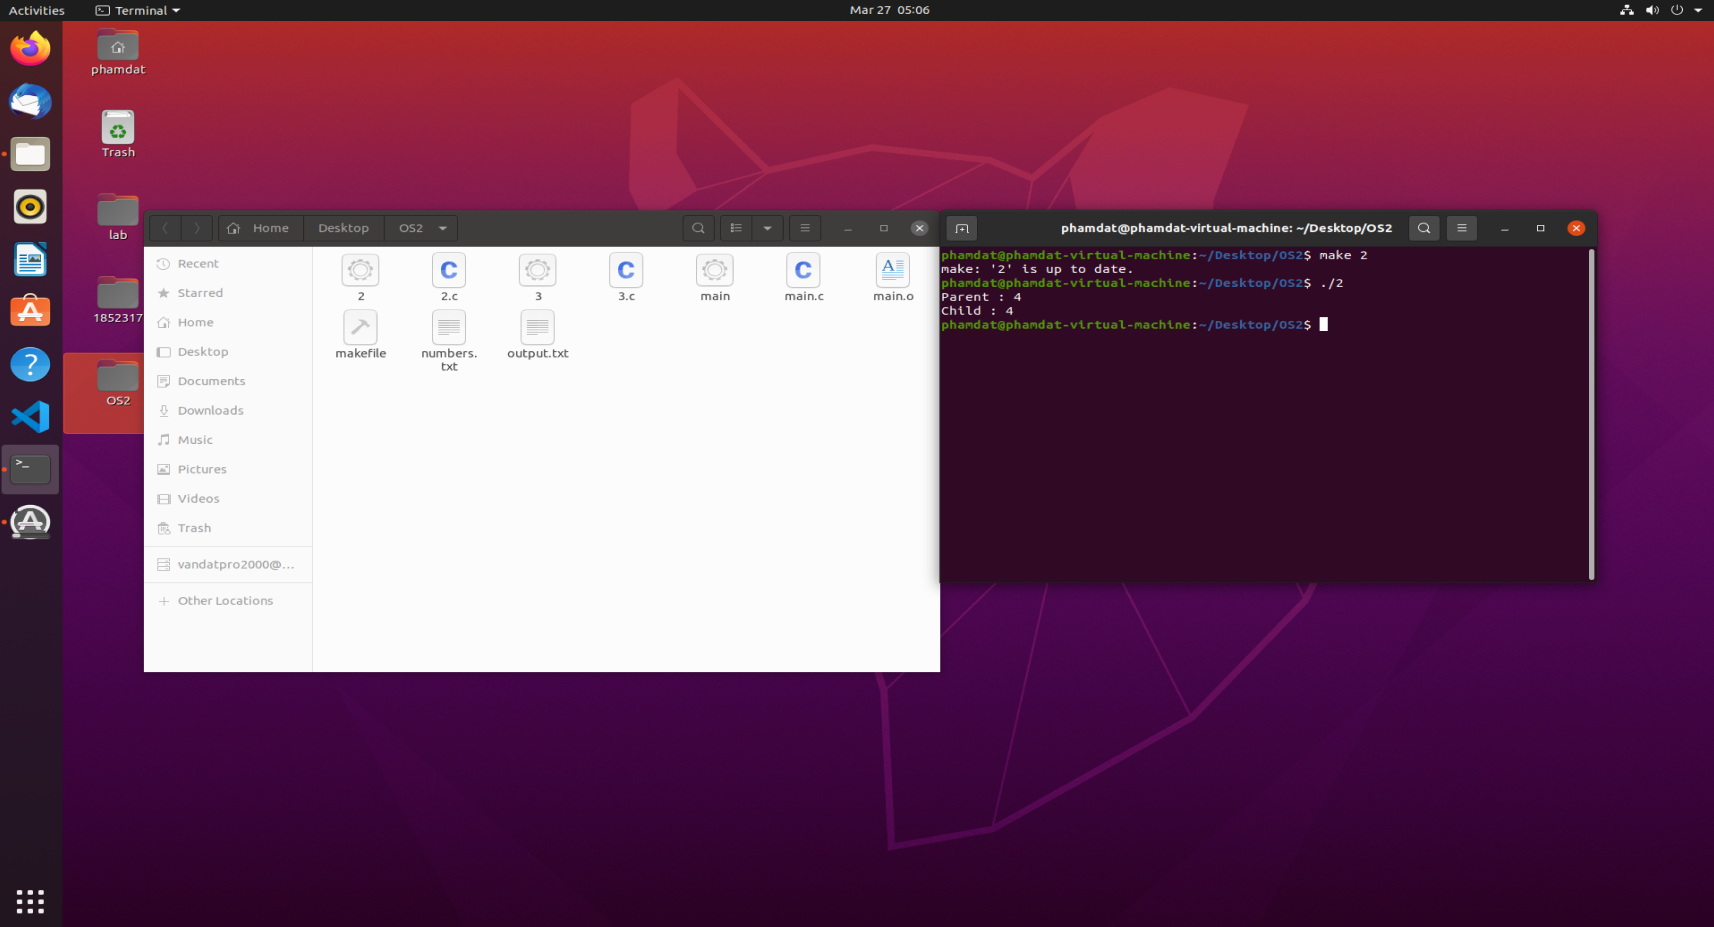 Activities
Terminal
Mar 27 05:06
phamdat
Trash
lab
1852317
OS2
Home
Desktop
OS2
Recent
Starred
Home
Desktop
Documents
Downloads
Music
Pictures
Videos
Trash
vandatpro2000@...
Other Locations
2
2.c
3
3.c
main
main.c
main.o
makefile
numbers.
txt
output.txt
phamdat@phamdat-virtual-machine: ~/Desktop/OS2
phamdat@phamdat-virtual-machine:~/Desktop/OS2$ make 2
make: '2' is up to date.
phamdat@phamdat-virtual-machine:~/Desktop/OS2$ ./2
Parent : 4
Child : 4
phamdat@phamdat-virtual-machine:~/Desktop/OS2$